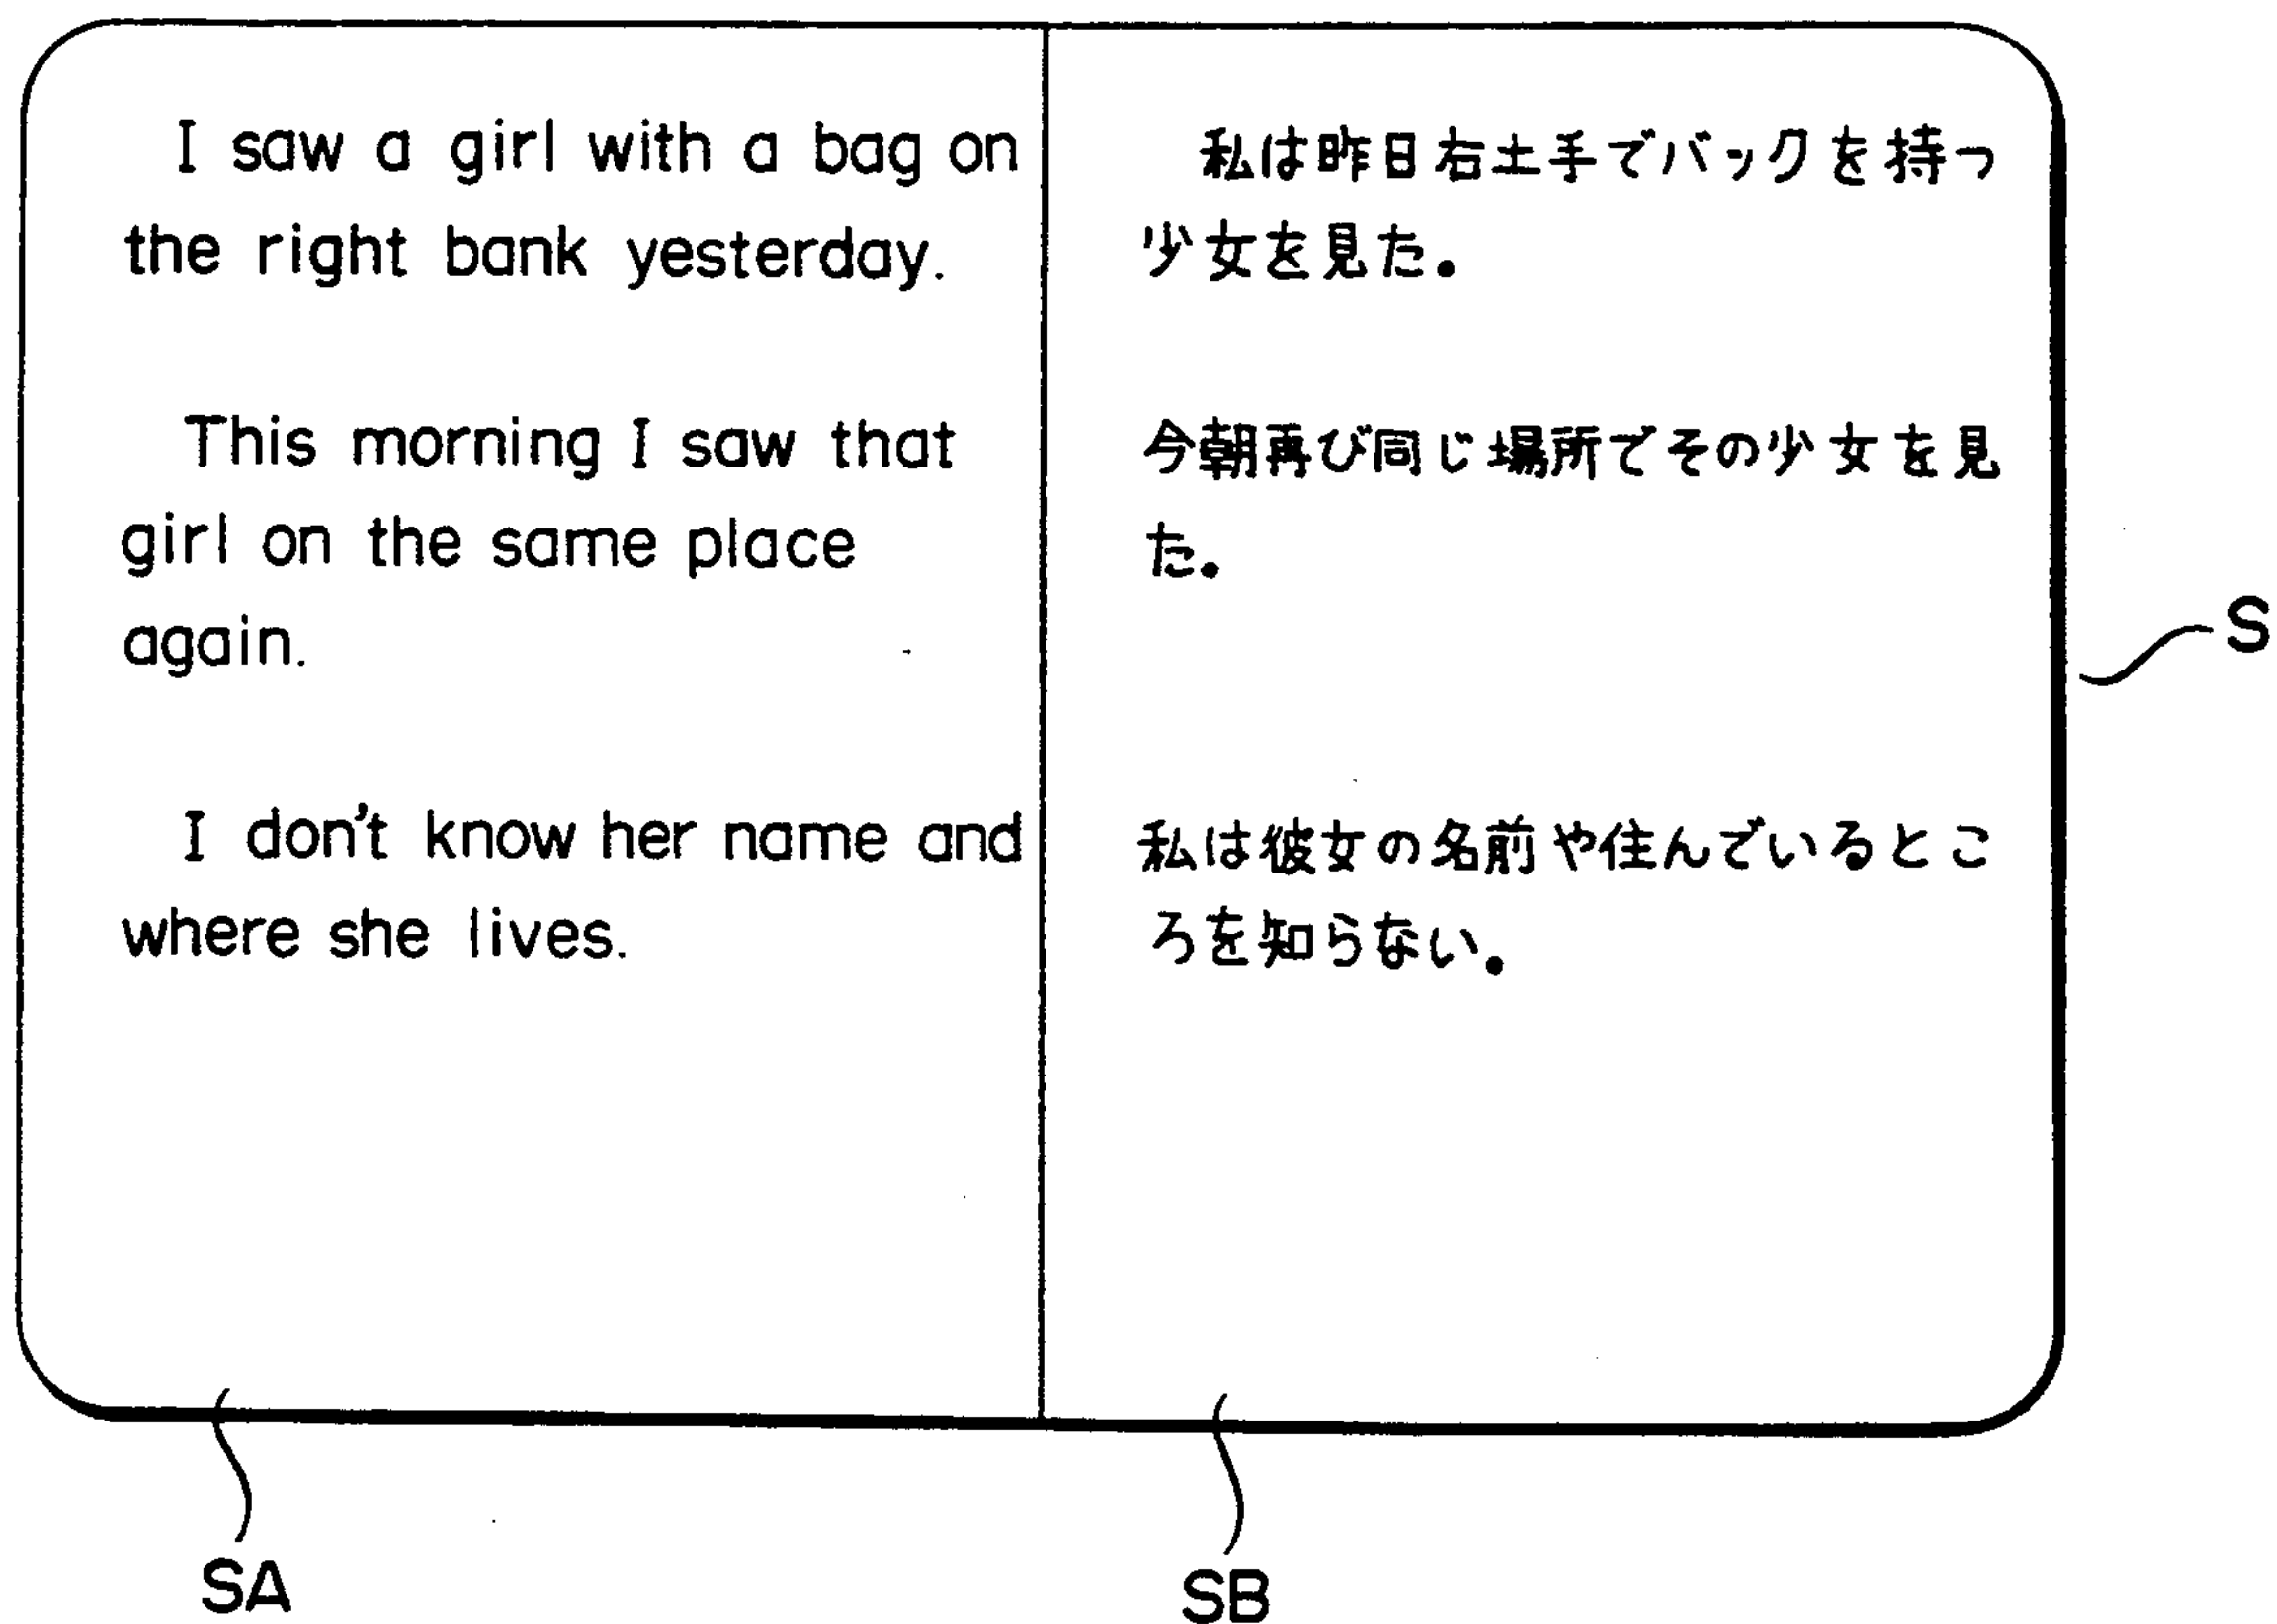 I saw a girl with a bag on
the right bank yesterday.
This morning I saw that
girl on the same place
again.
I don't know her name and
where she lives.
私は昨日右土手でバックを持つ
少女を見た.
今朝再び同じ場所でその少女を見
た.
私は彼女の名前や住んでいるとこ
ろを知らない.
S
SA
SB